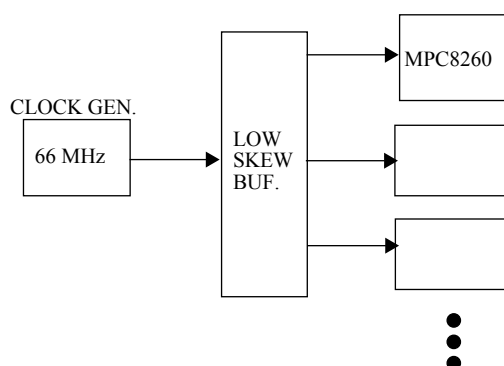 MPC8260
CLOCK GEN.
66 MHz
LOW
SKEW
BUF.